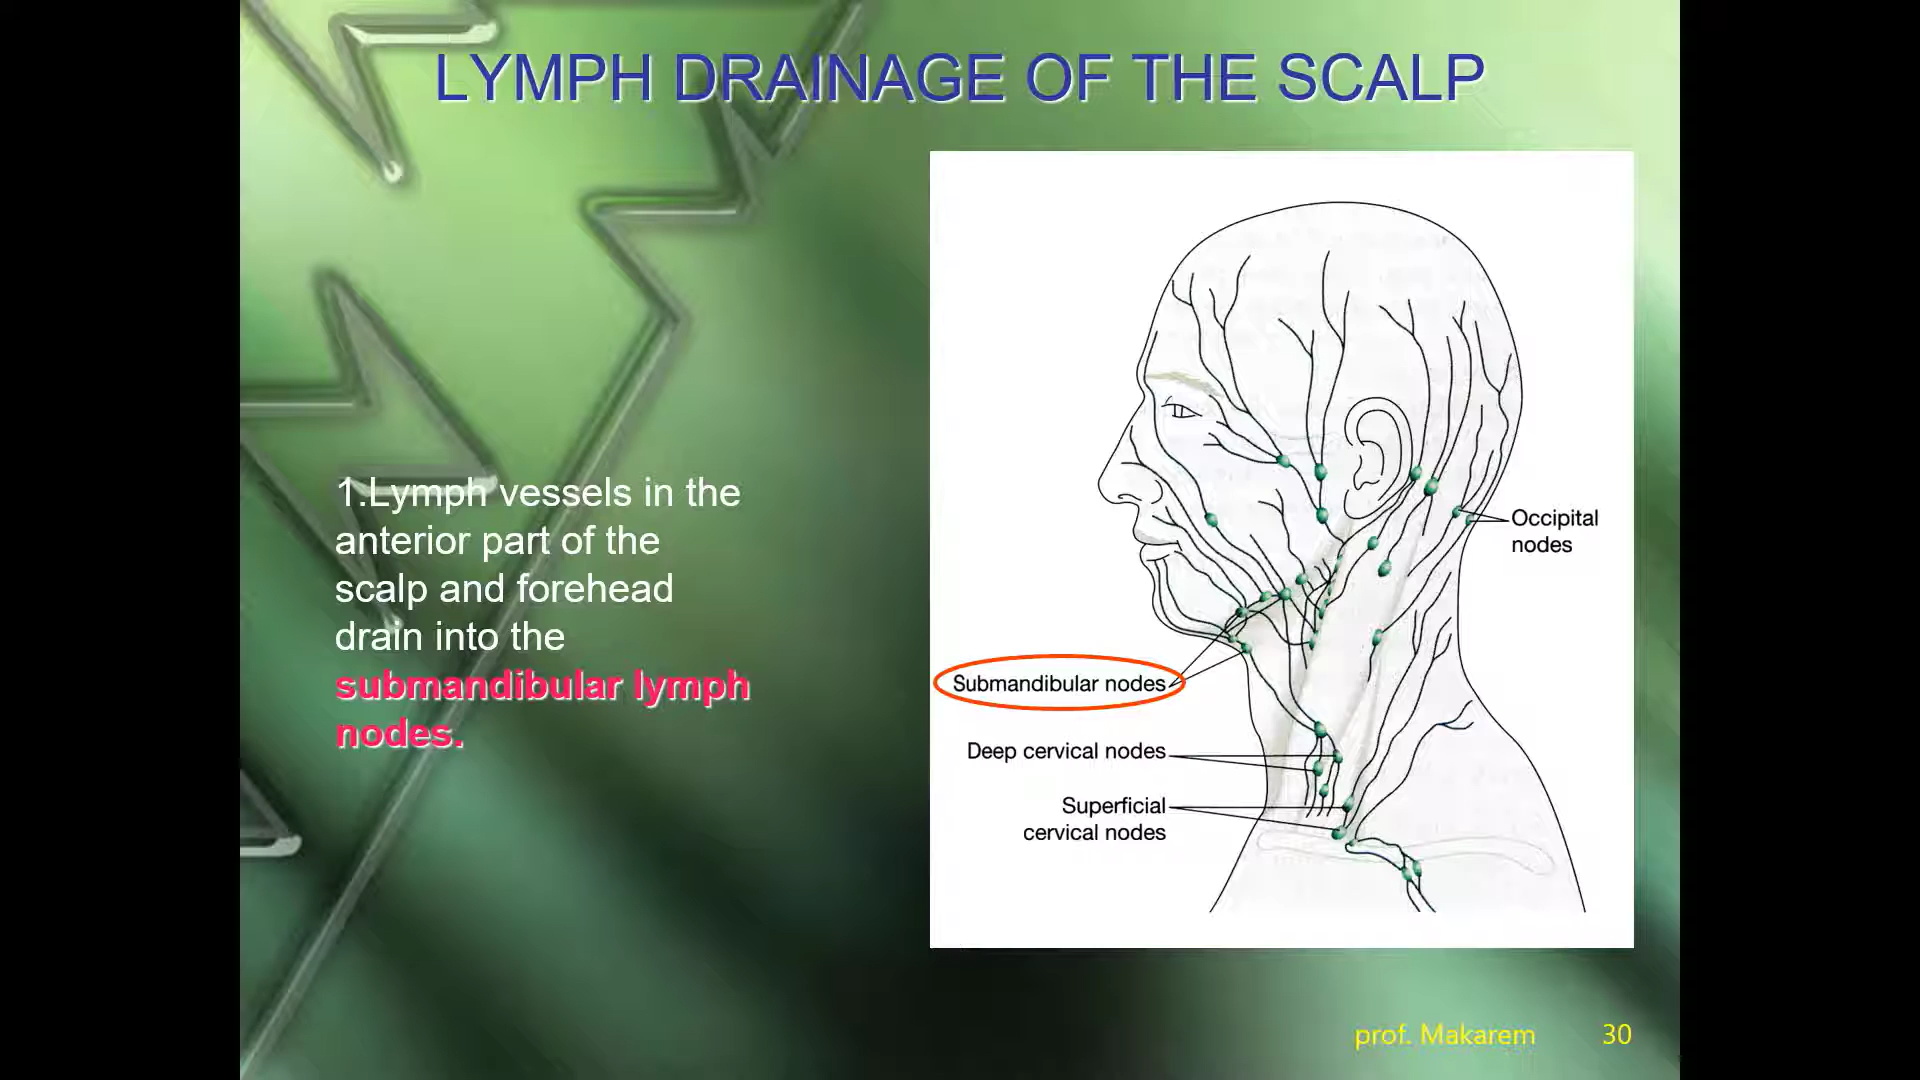 LYMPH DRAINAGE OF THE SCALP
1.Lymph vessels in the
anterior part of the
scalp and forehead
drain into the
submandibular lymph
nodes.
Occipital
nodes
Submandibular nodes
Deep cervical nodes
Superficial
cervical nodes
prof. Makarem 30